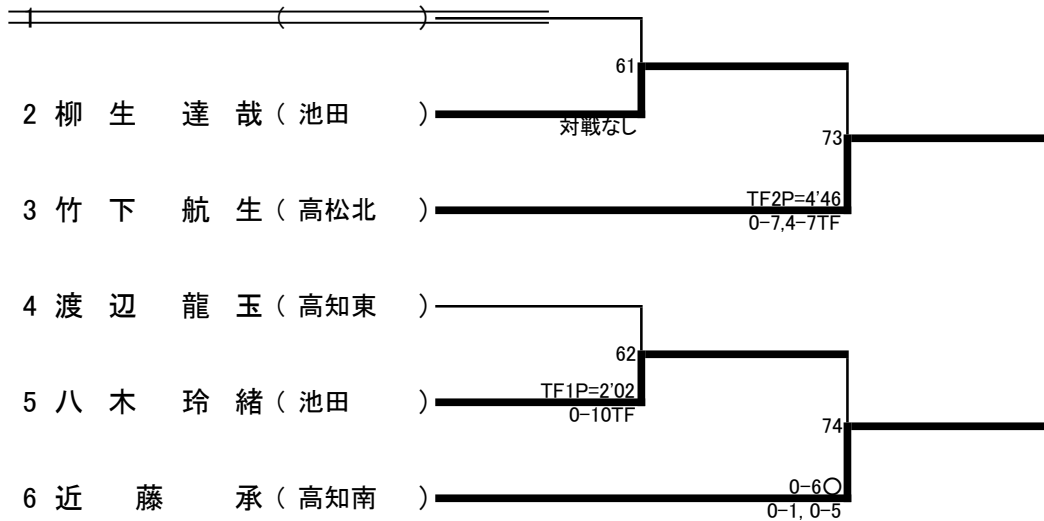 1 ( )
61
2 柳 生 達 哉 ( 池田 )
対戦なし
73
3 竹 下 航 生 ( 高松北 )
TF2P=4'46
0-7,4-7TF
4 渡 辺 龍 玉 ( 高知東 )
62
5 八 木 玲 緒 ( 池田 )
TF1P=2'02
0-10TF
74
6 近 藤 承 ( 高知南 )
0-6○
0-1, 0-5